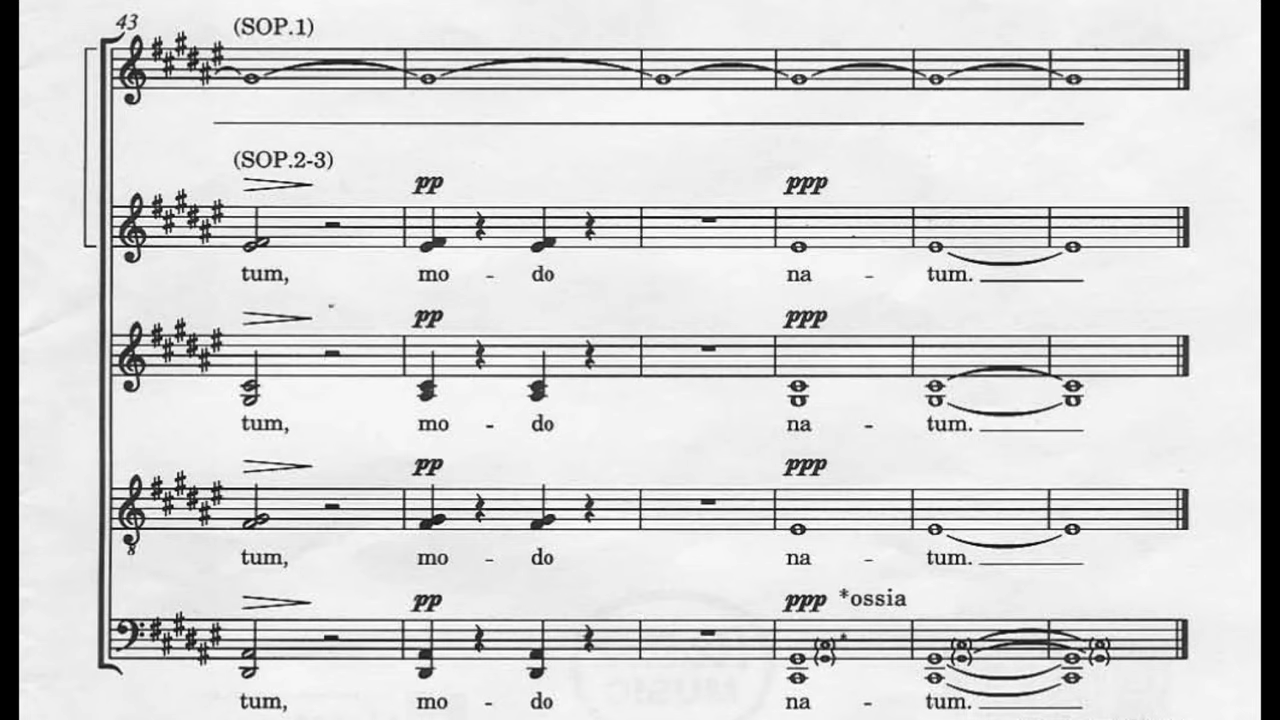 43
(SOP.1)
(SOP.2-3)
pp ppp
tum, mo - do na - tum.
pp ppp
tum, mo - do na - tum.
pp ppp
8
tum, mo - do na - tum.
pp ppp *ossia
*
tum, mo - do na - tum.